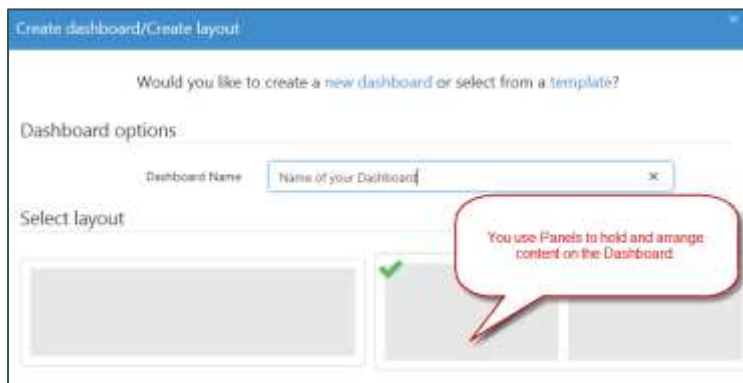 Create dashboard/Create layout
Would you like to create a new dashboard or select from a template?
Dashboard options
Dashboard Name
Name of your Dashboard
Select layout
You use Panels to hold and arrange
content on the Dashboard